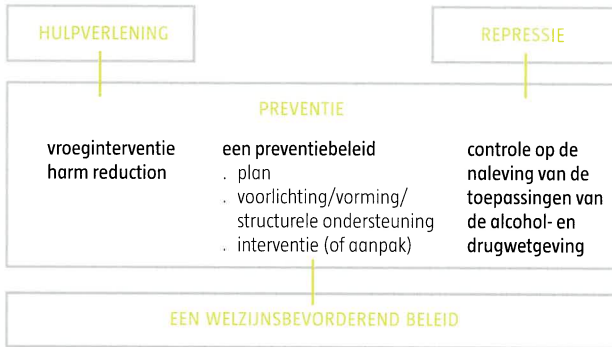 HULPVERLENING
REPRESSIE
PREVENTIE
vroeginterventie
harm reduction
een preventiebeleid
. plan
. voorlichting/vorming/
structurele ondersteuning
. interventie (of aanpak)
controle op de
naleving van de
toepassingen van
de alcohol- en
drugwetgeving
EEN WELZIJNSBEVORDEREND BELEID